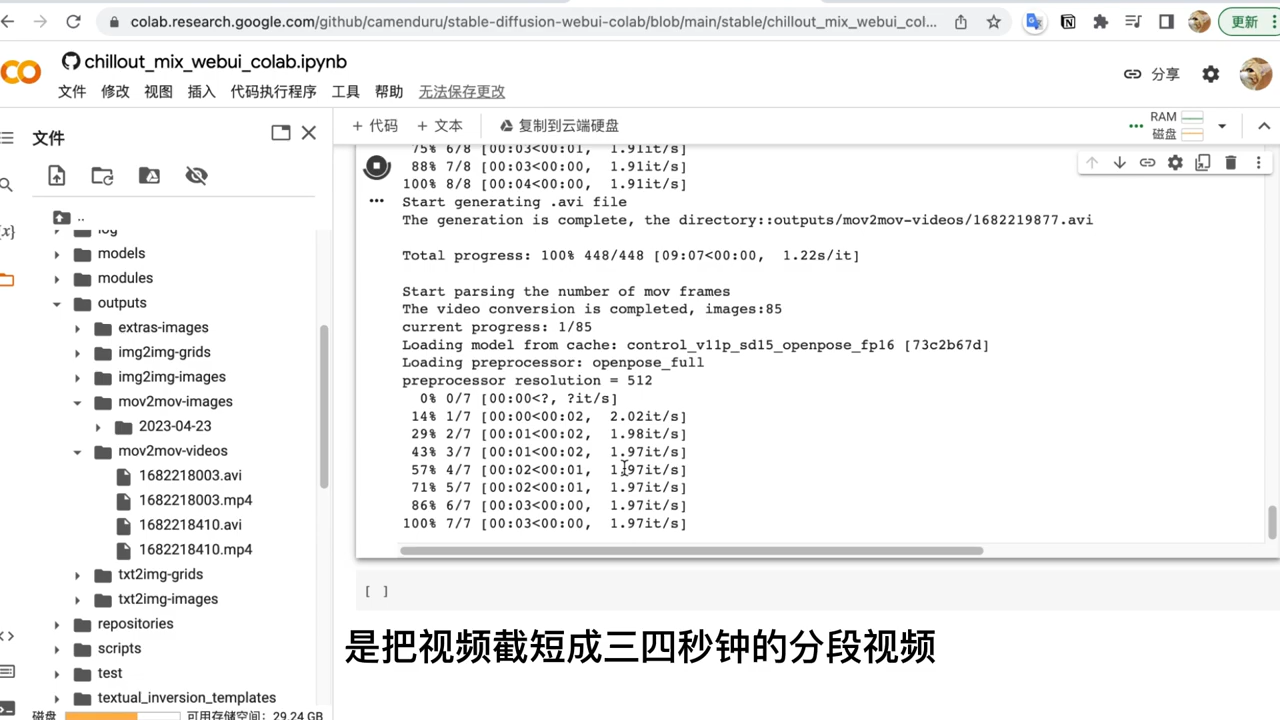 colab.research.google.com/github/camenduru/stable-diffusion-webui-colab/blob/main/stable/chillout_mix_webui_col...
更新
CO
chillout_mix_webui_colab.ipynb
文件 修改 视图 插入 代码执行程序 工具 帮助 无法保存更改
分享
文件
+ 代码 + 文本 复制到云端硬盘
RAM
磁盘
..
log
models
modules
outputs
extras-images
img2img-grids
img2img-images
mov2mov-images
2023-04-23
mov2mov-videos
1682218003.avi
1682218003.mp4
1682218410.avi
1682218410.mp4
txt2img-grids
txt2img-images
repositories
scripts
test
textual_inversion_templates
磁盘 可用存储空间: 29.24 GB
75% 6/8 [00:03<00:01, 1.91it/s]
88% 7/8 [00:03<00:00, 1.91it/s]
100% 8/8 [00:04<00:00, 1.91it/s]
Start generating .avi file
The generation is complete, the directory::outputs/mov2mov-videos/1682219877.avi
Total progress: 100% 448/448 [09:07<00:00, 1.22s/it]
Start parsing the number of mov frames
The video conversion is completed, images:85
current progress: 1/85
Loading model from cache: control_v11p_sd15_openpose_fp16 [73c2b67d]
Loading preprocessor: openpose_full
preprocessor resolution = 512
0% 0/7 [00:00<?, ?it/s]
14% 1/7 [00:00<00:02, 2.02it/s]
29% 2/7 [00:01<00:02, 1.98it/s]
43% 3/7 [00:01<00:02, 1.97it/s]
57% 4/7 [00:02<00:01, 1.97it/s]
71% 5/7 [00:02<00:01, 1.97it/s]
86% 6/7 [00:03<00:00, 1.97it/s]
100% 7/7 [00:03<00:00, 1.97it/s]
[ ]
是把视频截短成三四秒钟的分段视频